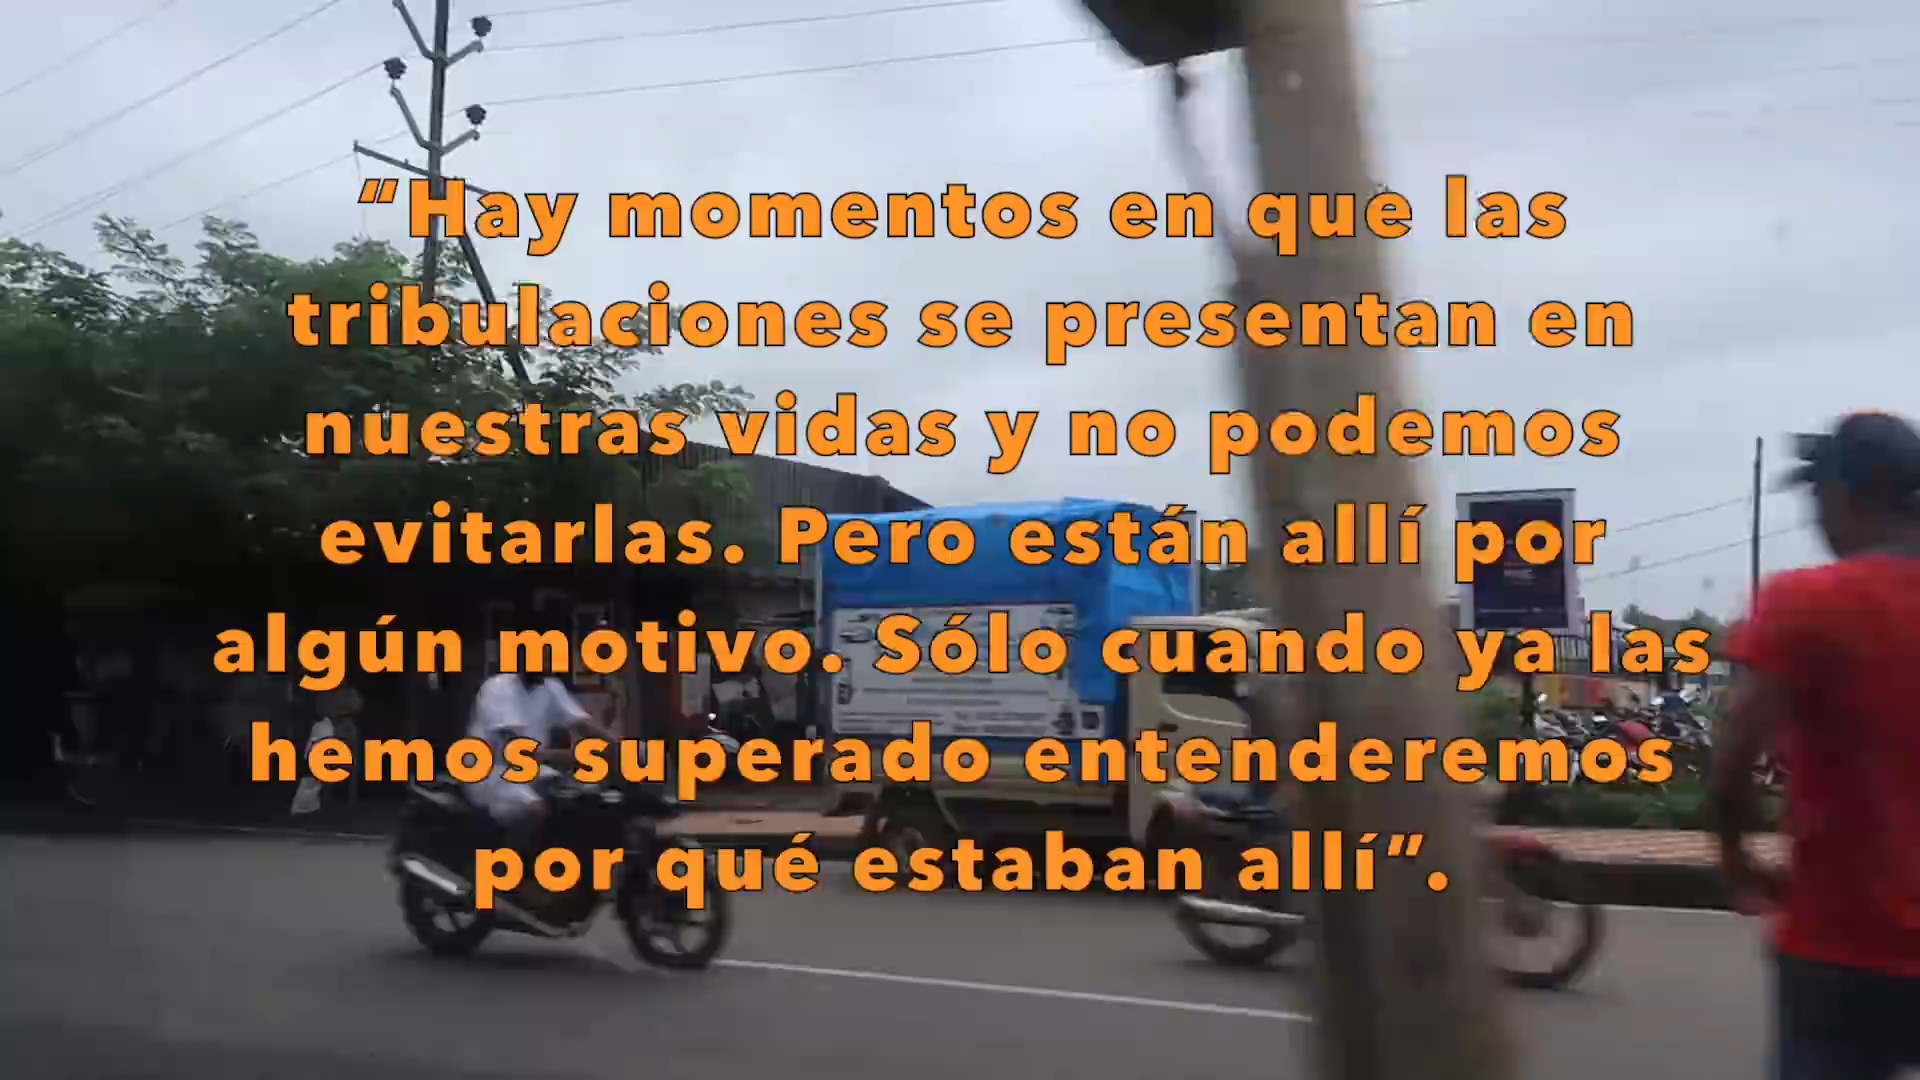 “Hay momentos en que las
tribulaciones se presentan en
nuestras vidas y no podemos
evitarlas. Pero están allí por
algún motivo. Sólo cuando ya las
hemos superado entenderemos
por qué estaban allí”.